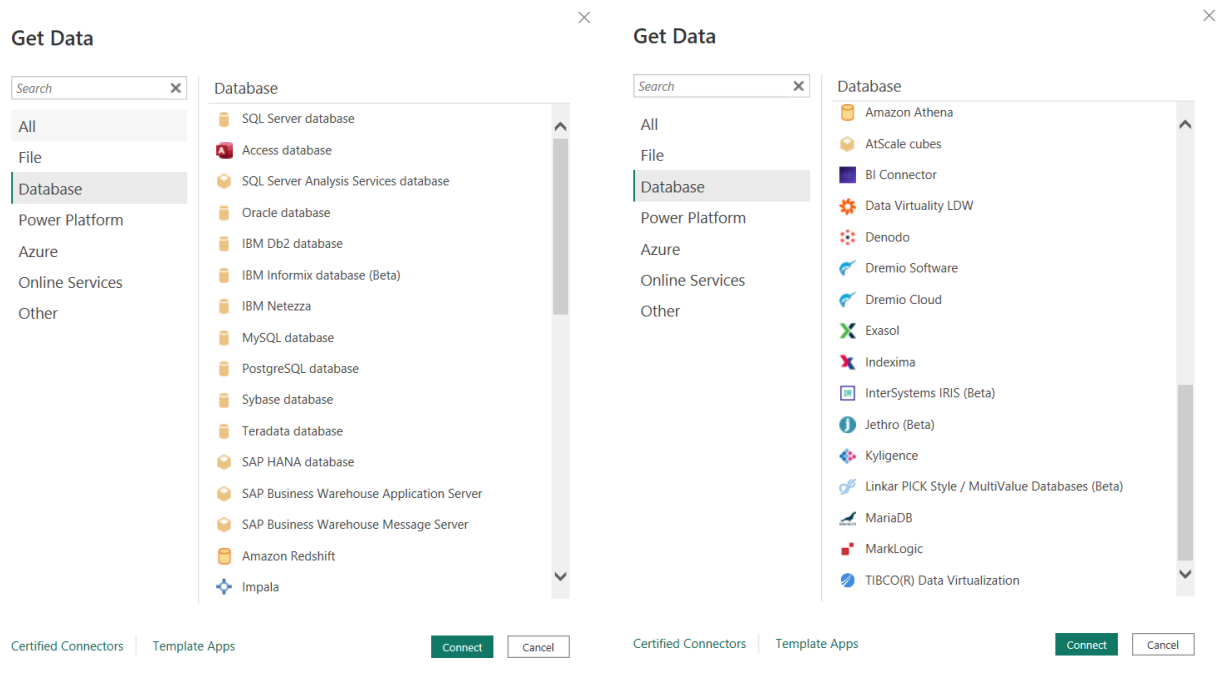 Get Data
Search
All
File
Database
Power Platform
Azure
Online Services
Other
Database
SQL Server database
Access database
SQL Server Analysis Services database
Oracle database
IBM Db2 database
IBM Informix database (Beta)
IBM Netezza
MySQL database
PostgreSQL database
Sybase database
Teradata database
SAP HANA database
SAP Business Warehouse Application Server
SAP Business Warehouse Message Server
Amazon Redshift
Impala
Certified Connectors
Template Apps
Connect
Cancel
Get Data
Search
All
File
Database
Power Platform
Azure
Online Services
Other
Database
Amazon Athena
AtScale cubes
BI Connector
Data Virtuality LDW
Denodo
Dremio Software
Dremio Cloud
Exasol
Indexima
InterSystems IRIS (Beta)
Jethro (Beta)
Kyligence
Linkar PICK Style / MultiValue Databases (Beta)
MariaDB
MarkLogic
TIBCO(R) Data Virtualization
Certified Connectors
Template Apps
Connect
Cancel